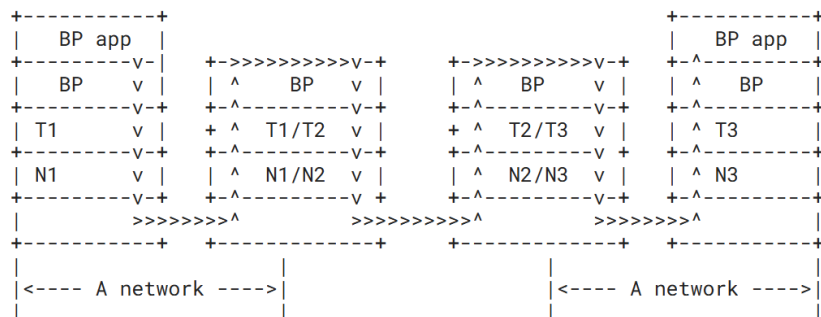 +-----------+                                         +-----------+
|   BP app  |                                         |   BP app  |
+---------v-|   +->>>>>>>>>>v-+     +->>>>>>>>>>v-+   +-^---------+
|   BP    v |   | ^    BP   v |     | ^   BP    v |   | ^   BP    |
+---------v-+   +-^---------v-+     +-^---------v-+   +-^---------+
| T1      v |   + ^  T1/T2  v |     + ^  T2/T3  v |   | ^ T3      |
+---------v-+   +-^---------v-+     +-^---------v +   +-^---------+
| N1      v |   | ^  N1/N2  v |     | ^  N2/N3  v |   | ^ N3      |
+---------v-+   +-^---------v +     +-^---------v +   +-^---------+
|         >>>>>>>>^         >>>>>>>>>>^         >>>>>>>>^         |
+-----------+   +-------------+     +-------------+   +-----------+
|                     |                     |                     |
|<---- A network ---->|                     |<---- A network ---->|
|                     |                     |                     |